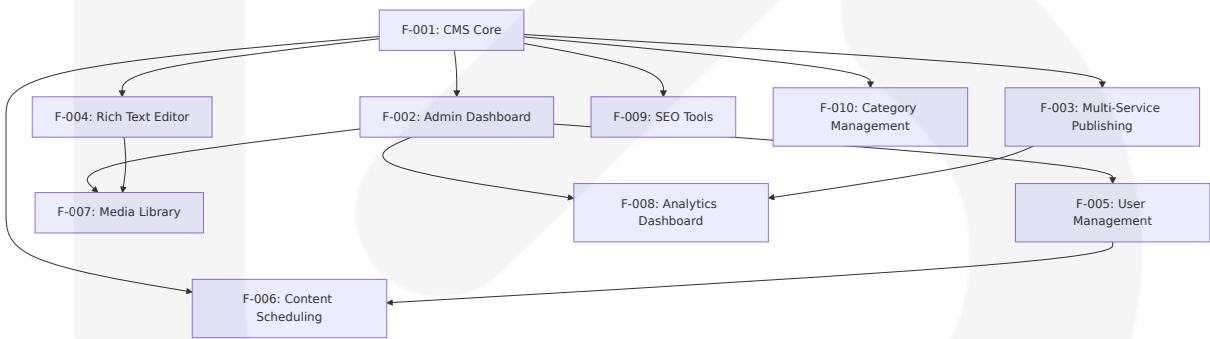 F-001: CMS Core
F-004: Rich Text Editor
F-002: Admin Dashboard
F-009: SEO Tools
F-010: Category
Management
F-003: Multi-Service
Publishing
F-007: Media Library
F-008: Analytics
Dashboard
F-005: User
Management
F-006: Content
Scheduling